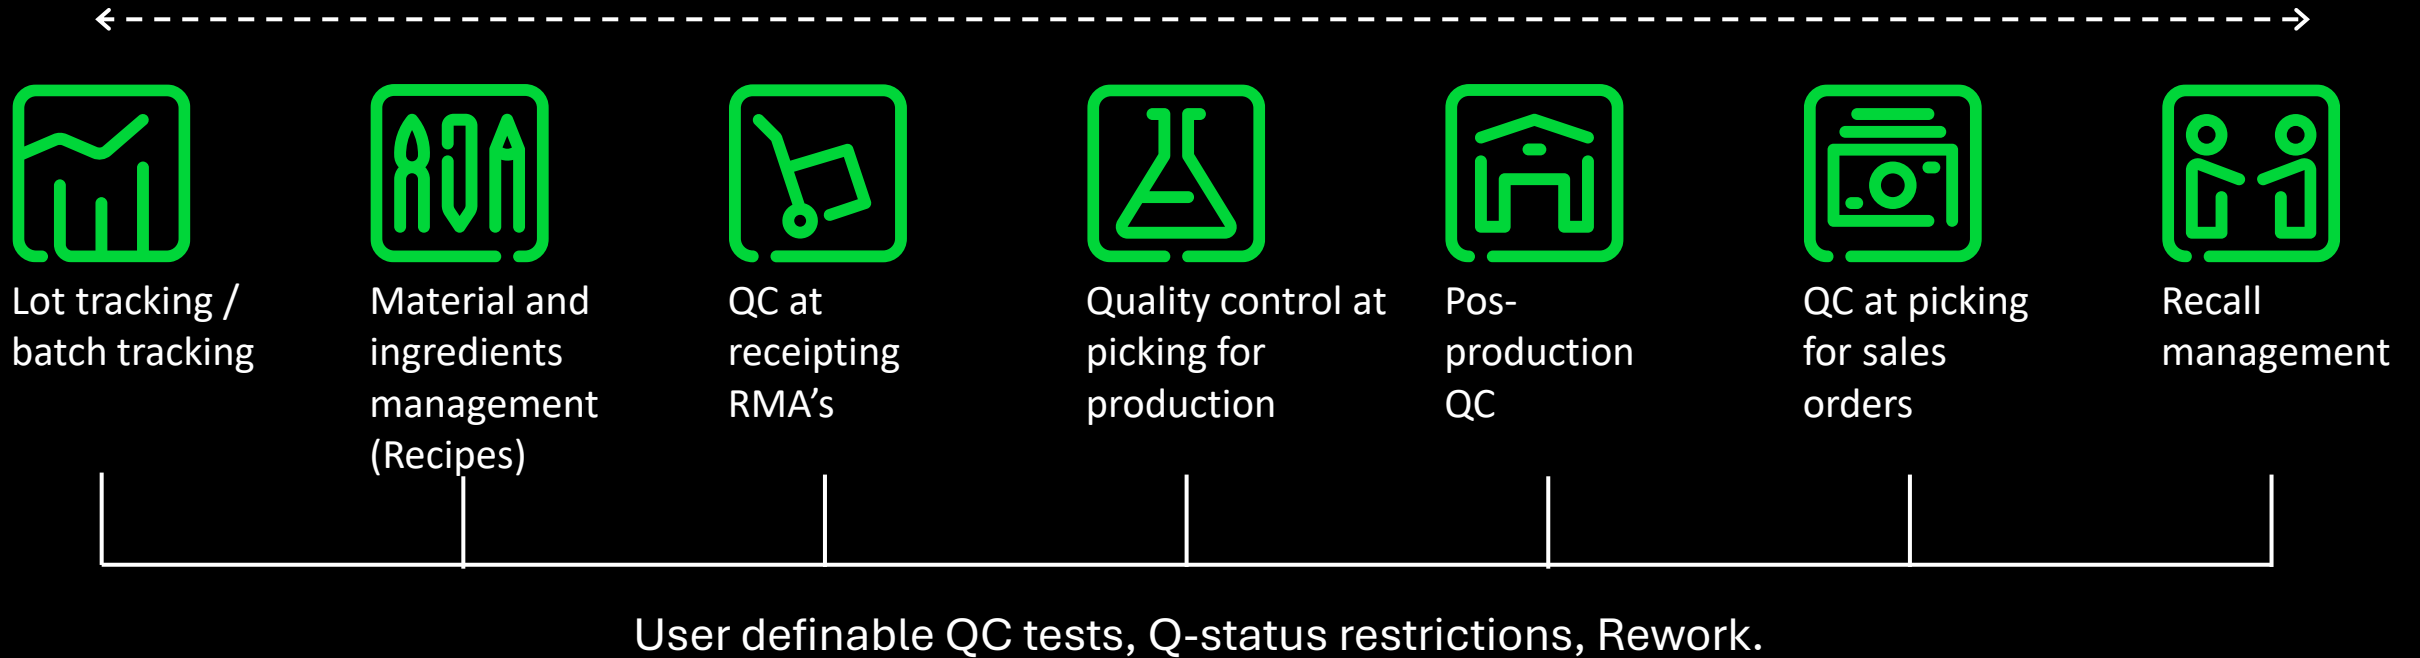 Lot tracking /
batch tracking
Material and
ingredients
management
(Recipes)
QC at
receipting
RMA’s
Quality control at
picking for
production
Pos-
production
QC
QC at picking
for sales
orders
Recall
management
User definable QC tests, Q-status restrictions, Rework.